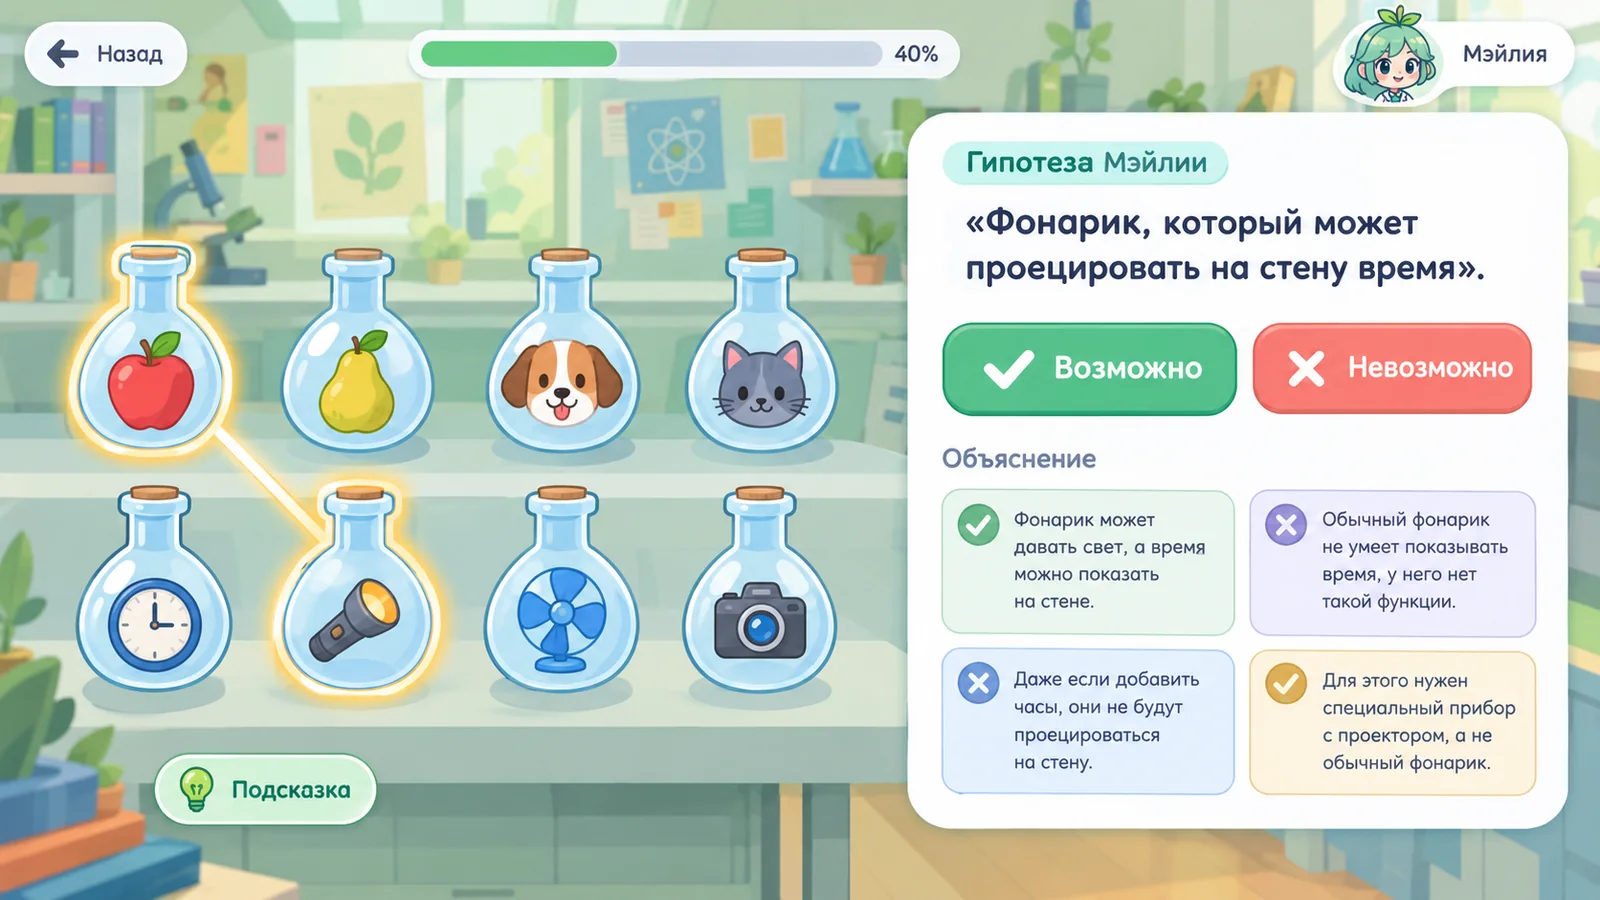 Назад
40%
Мэйлия
Гипотеза Мэйлии
«Фонарик, который может
проецировать на стену время».
Возможно
Невозможно
Объяснение
Фонарик может
давать свет, а время
можно показать
на стене.
Обычный фонарик
не умеет показывать
время, у него нет
такой функции.
Даже если добавить
часы, они не будут
проецироваться
на стену.
Для этого нужен
специальный прибор
с проектором, а не
обычный фонарик.
Подсказка